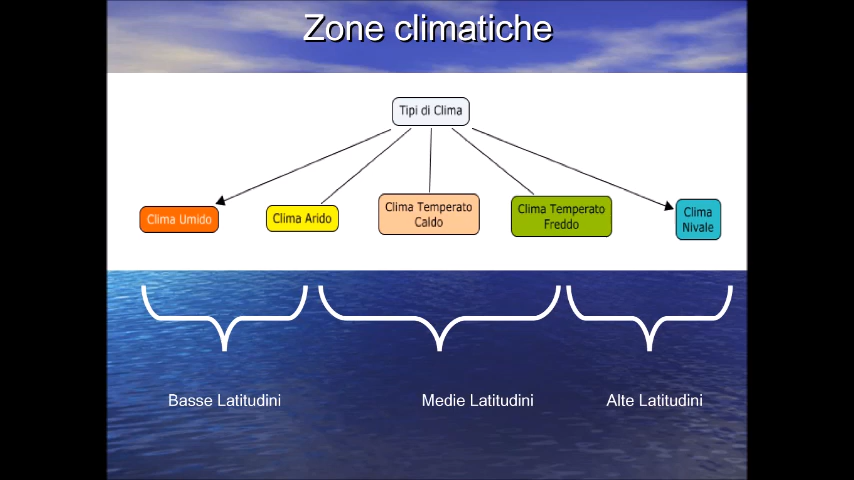 Zone climatiche
Tipi di Clima
Clima Umido
Clima Arido
Clima Temperato
Caldo
Clima Temperato
Freddo
Clima
Nivale
Basse Latitudini
Medie Latitudini
Alte Latitudini